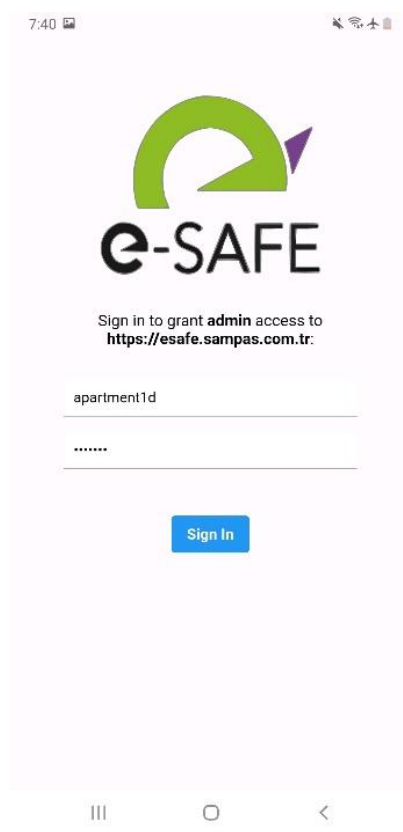 7:40
e-SAFE
Sign in to grant admin access to
https://esafe.sampas.com.tr:
apartment1d
•••••••
Sign In